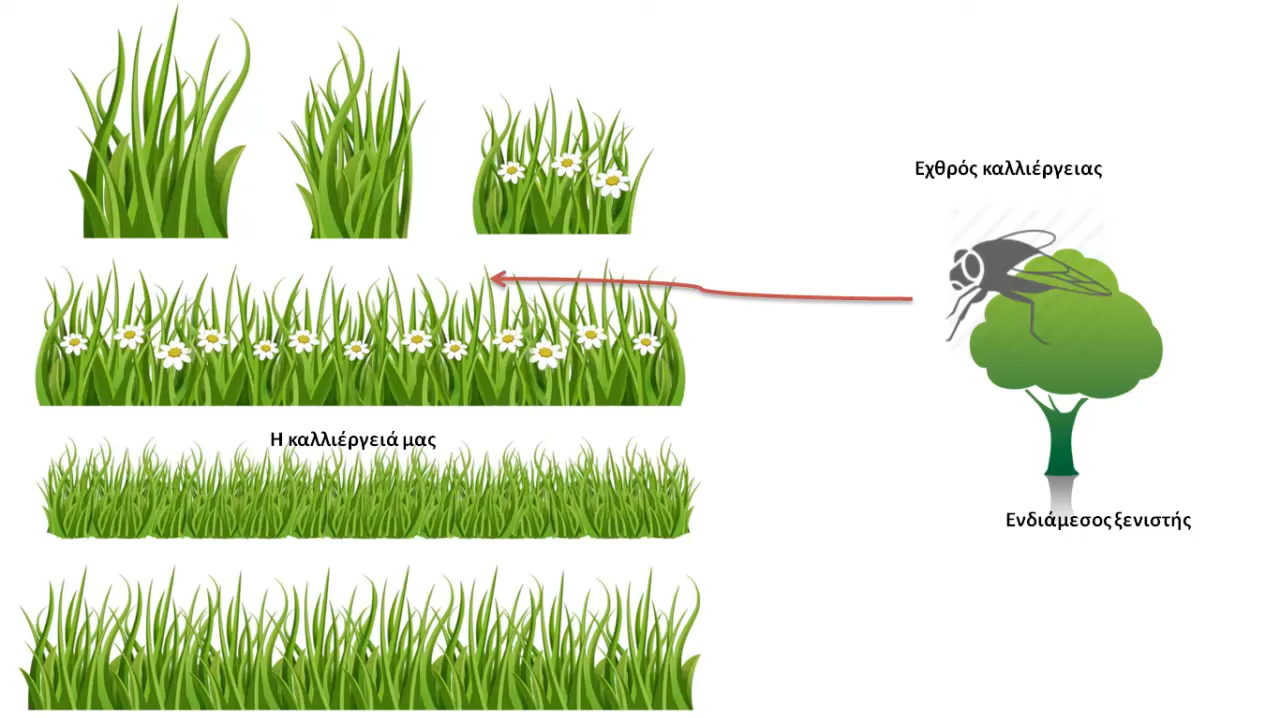 Εχθρός καλλιέργειας
Η καλλιέργειά μας
Ενδιάμεσος ξενιστής